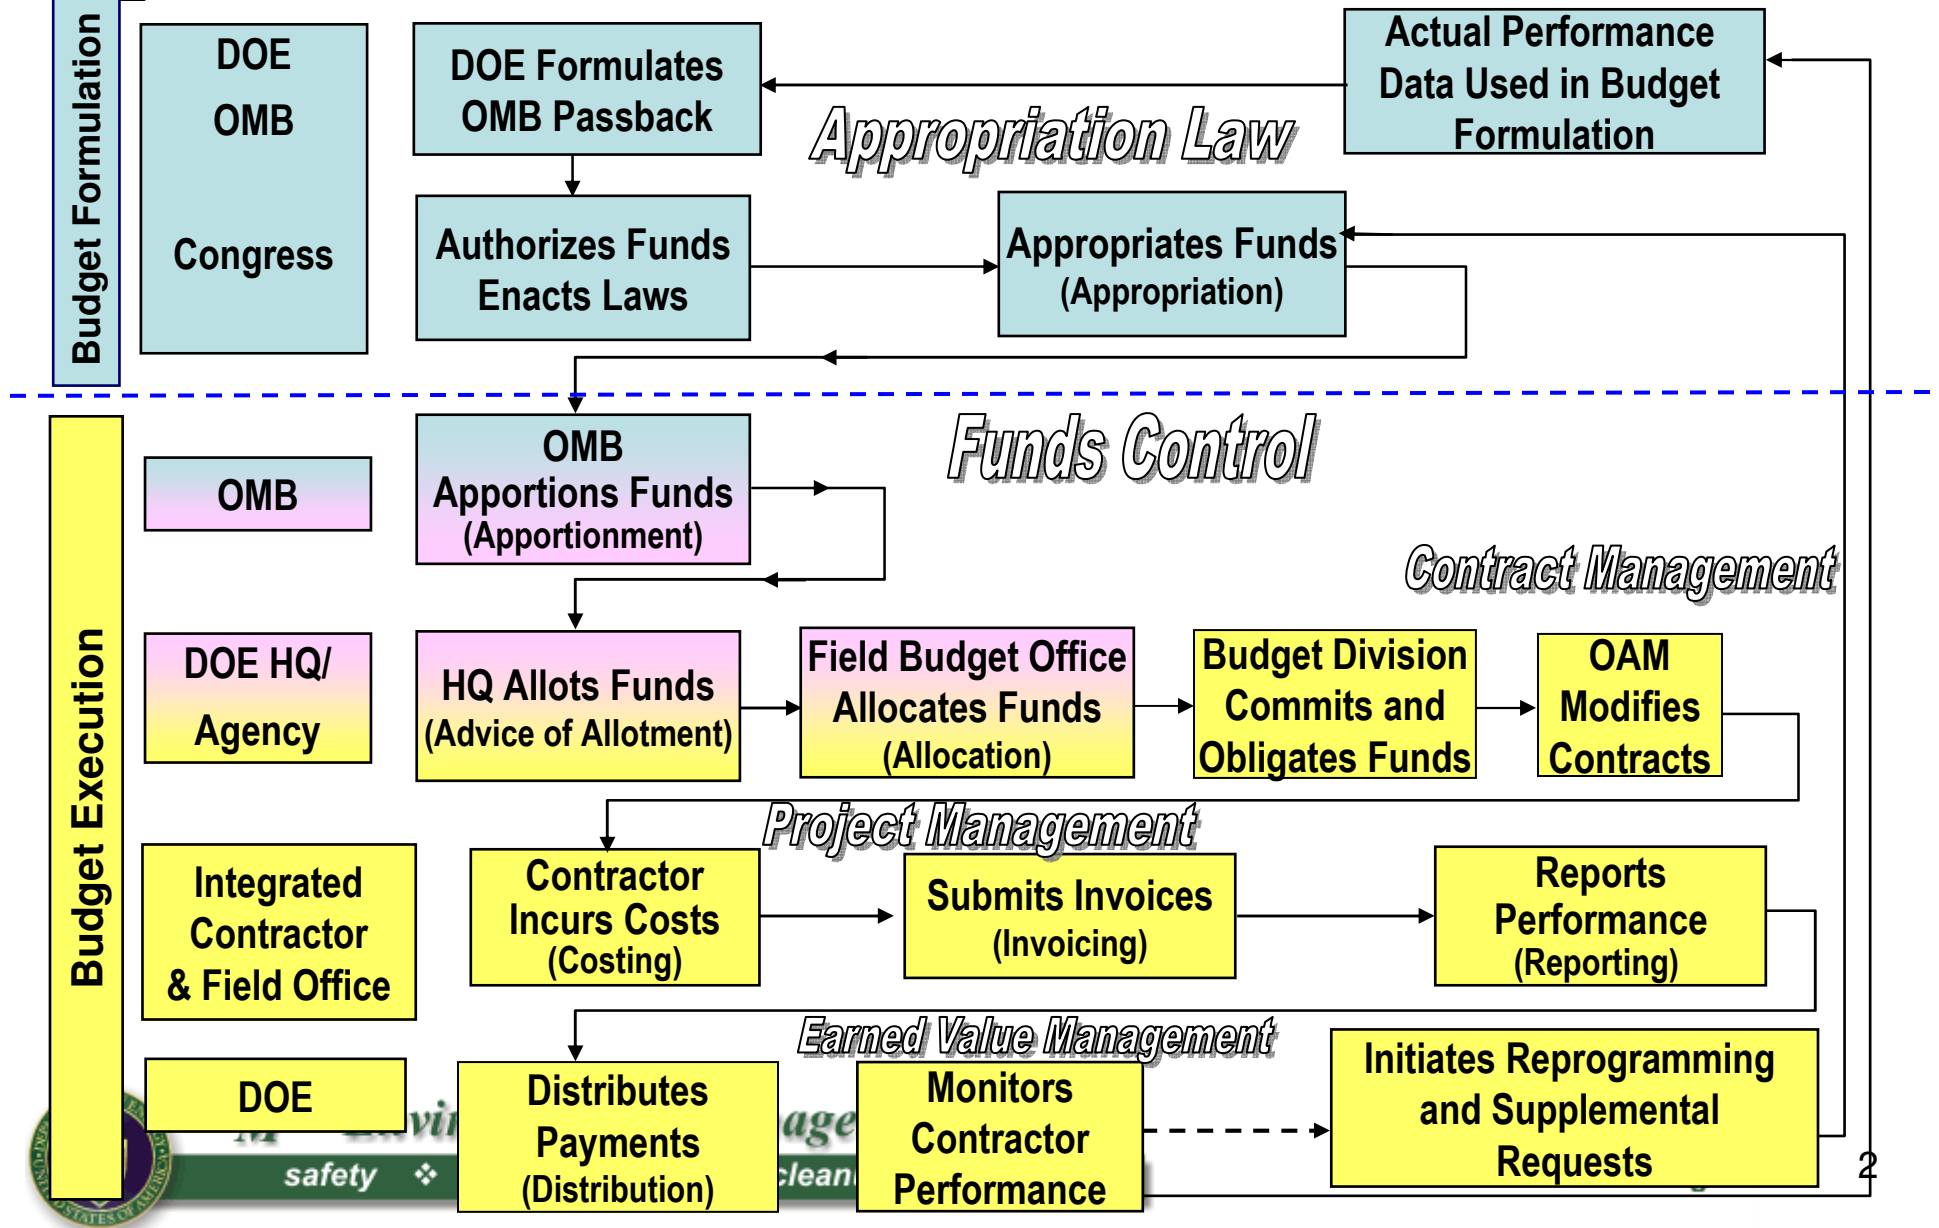 Budget Formulation
DOE
OMB
Congress
DOE Formulates
OMB Passback
Actual Performance
Data Used in Budget
Formulation
Appropriation Law
Authorizes Funds
Enacts Laws
Appropriates Funds
(Appropriation)
Budget Execution
Funds Control
OMB
OMB
Apportions Funds
(Apportionment)
Contract Management
DOE HQ/
Agency
HQ Allots Funds
(Advice of Allotment)
Field Budget Office
Allocates Funds
(Allocation)
Budget Division
Commits and
Obligates Funds
OAM
Modifies
Contracts
Project Management
Integrated
Contractor
& Field Office
Contractor
Incurs Costs
(Costing)
Submits Invoices
(Invoicing)
Reports
Performance
(Reporting)
Earned Value Management
DOE
Distributes
Payments
(Distribution)
Monitors
Contractor
Performance
Initiates Reprogramming
and Supplemental
Requests
safety ❖
2